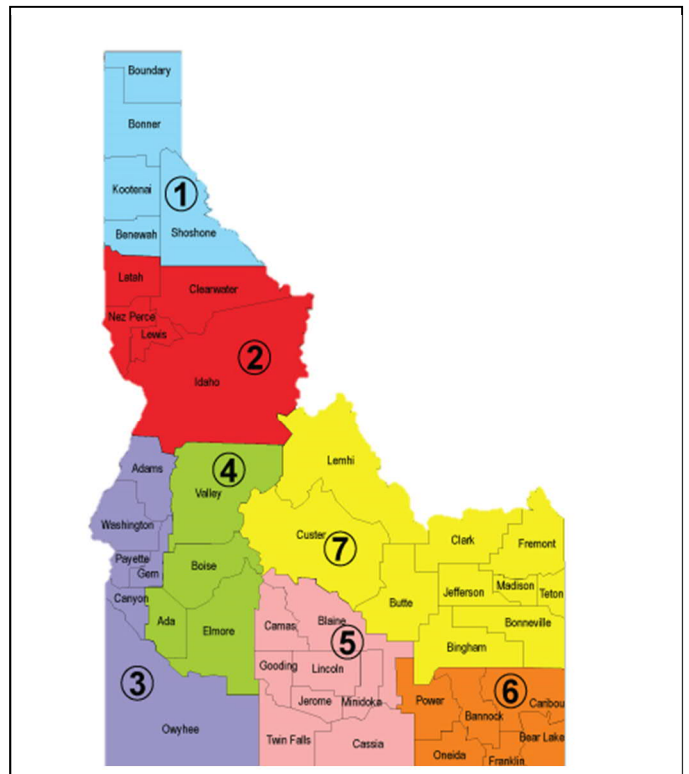 Boundary
Bonner
Kootenai
1
Benewah
Shoshone
Latah
Clearwater
Nez Perce
Lewis
2
Idaho
Adams
4
Lemhi
Valley
Washington
Custer
7
Clark
Fremont
Payette
Gem
Boise
Canyon
Butte
Jefferson
Madison
Teton
Ada
Elmore
Camas
Blaine
5
Bonneville
Bingham
Gooding
Lincoln
3
Jerome
Minidoka
Power
6
Caribou
Bannock
Owyhee
Twin Falls
Cassia
Bear Lake
Oneida
Franklin